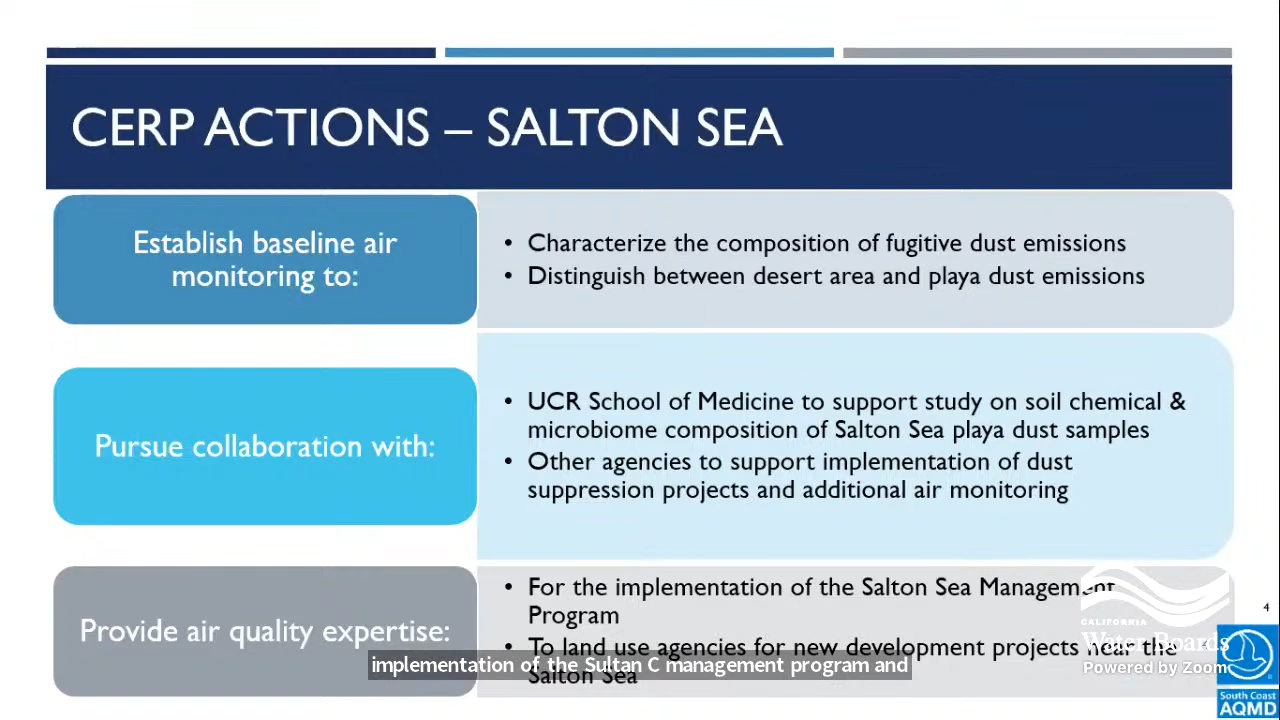 CERP ACTIONS – SALTON SEA
Establish baseline air
monitoring to:
• Characterize the composition of fugitive dust emissions
• Distinguish between desert area and playa dust emissions
Pursue collaboration with:
• UCR School of Medicine to support study on soil chemical &
microbiome composition of Salton Sea playa dust samples
• Other agencies to support implementation of dust
suppression projects and additional air monitoring
Provide air quality expertise:
• For the implementation of the Salton Sea Management
Program
• To land use agencies for new development projects near the
Salton Sea
implementation of the Sultan C management program and
4
CALIFORNIA
Water Boards
Powered by Zoom
South Coast
AQMD